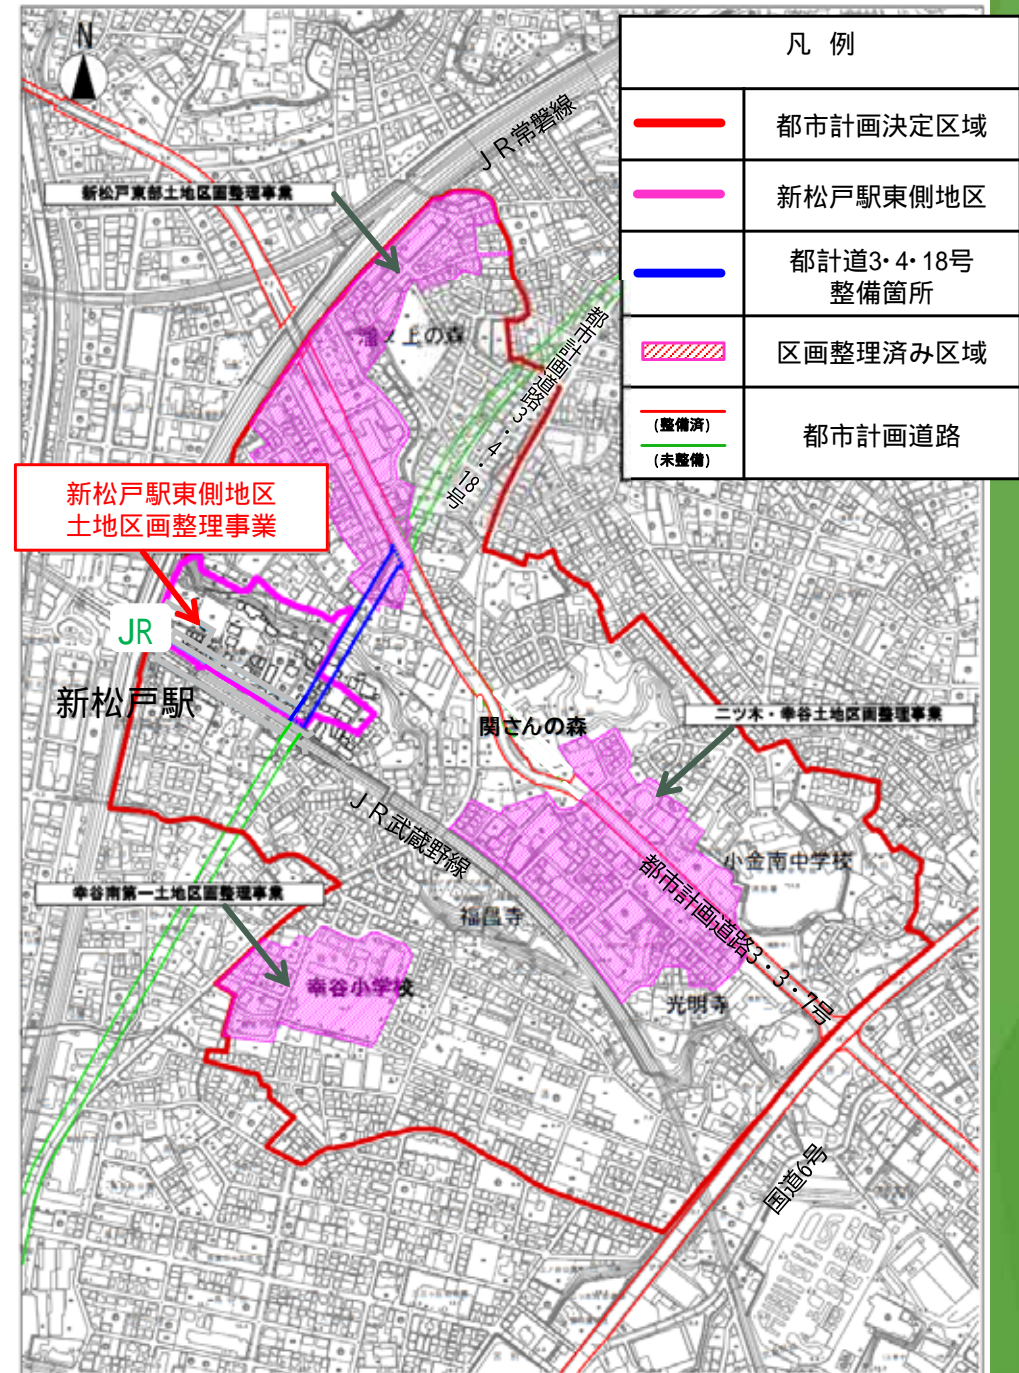 N
凡 例
都市計画決定区域
新松戸駅東側地区
都計道3・4・18号
整備箇所
区画整理済み区域
(整備済)
(未整備)
都市計画道路
JR常磐線
新松戸東部土地区画整理事業
溜ノ上の森
都市計画道路3・4・18号
新松戸駅東側地区
土地区画整理事業
JR
新松戸駅
関さんの森
二ツ木・幸谷土地区画整理事業
JR武蔵野線
小金南中学校
都市計画道路3・3・7号
幸谷南第一土地区画整理事業
福昌寺
幸谷小学校
光明寺
国道6号